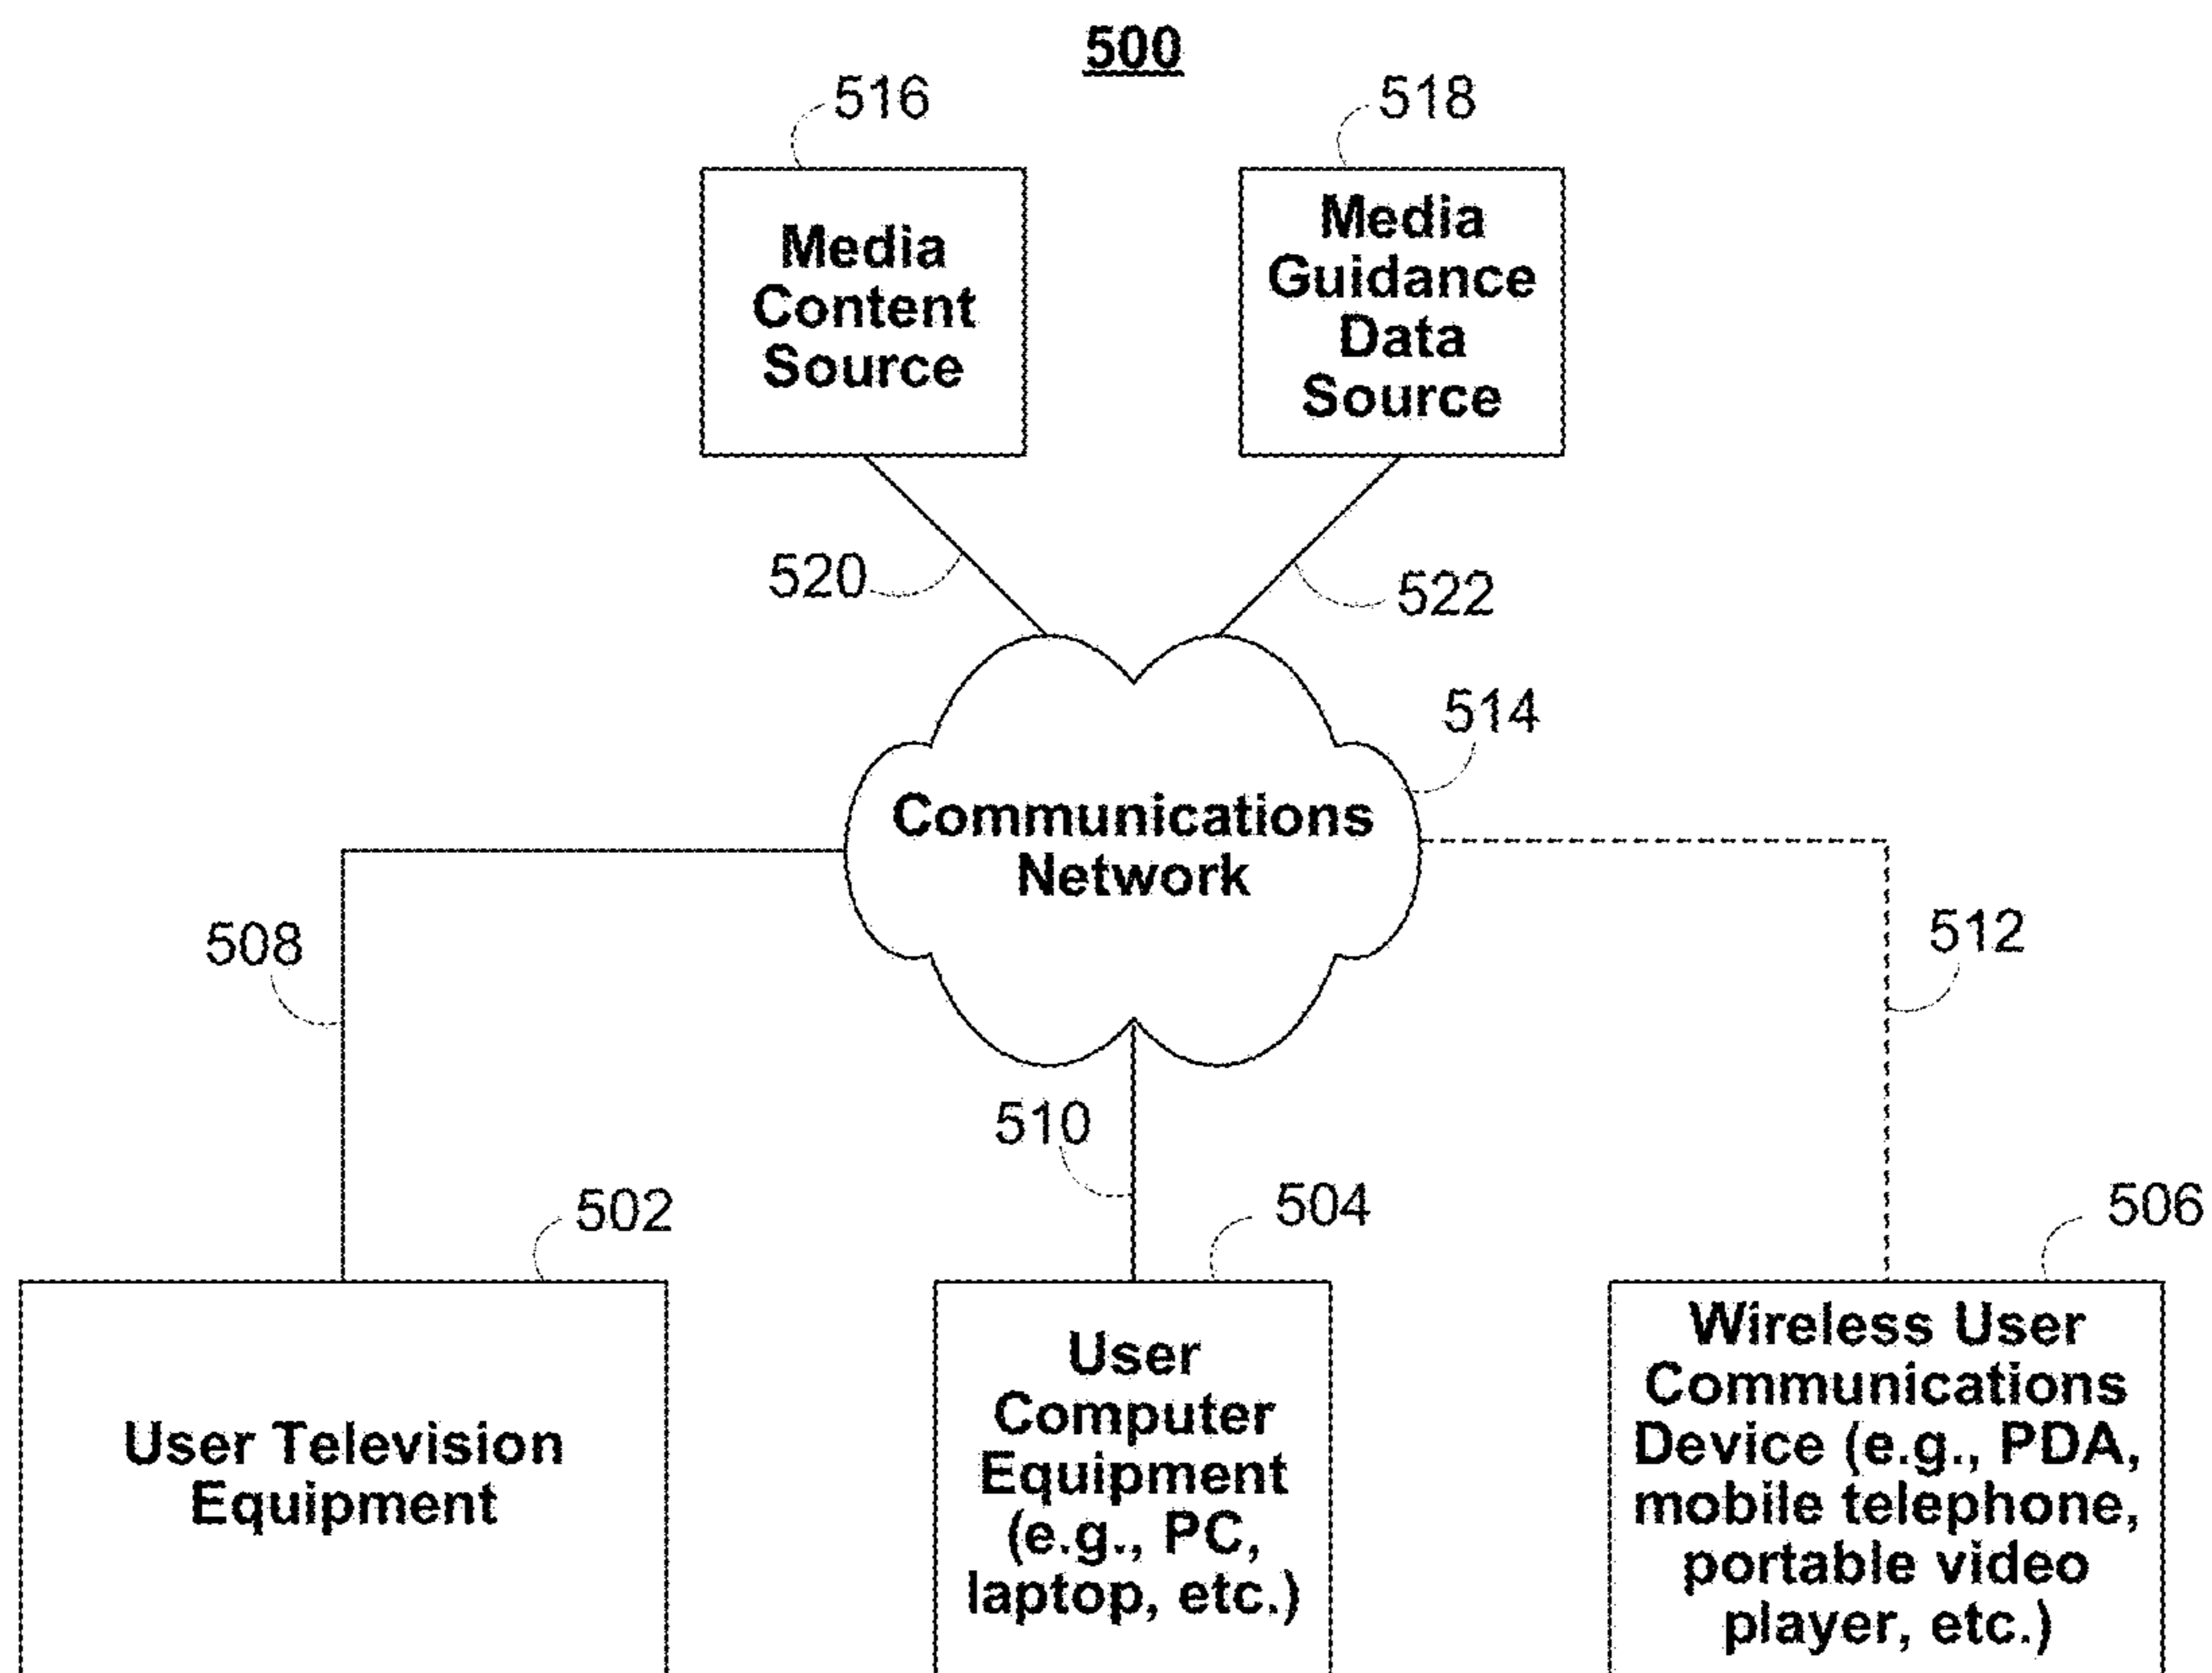 500
516
518
Media
Content
Source
Media
Guidance
Data
Source
520
522
514
Communications
Network
508
512
510
502
504
506
User Television
Equipment
User
Computer
Equipment
(e.g., PC,
laptop, etc.)
Wireless User
Communications
Device (e.g., PDA,
mobile telephone,
portable video
player, etc.)